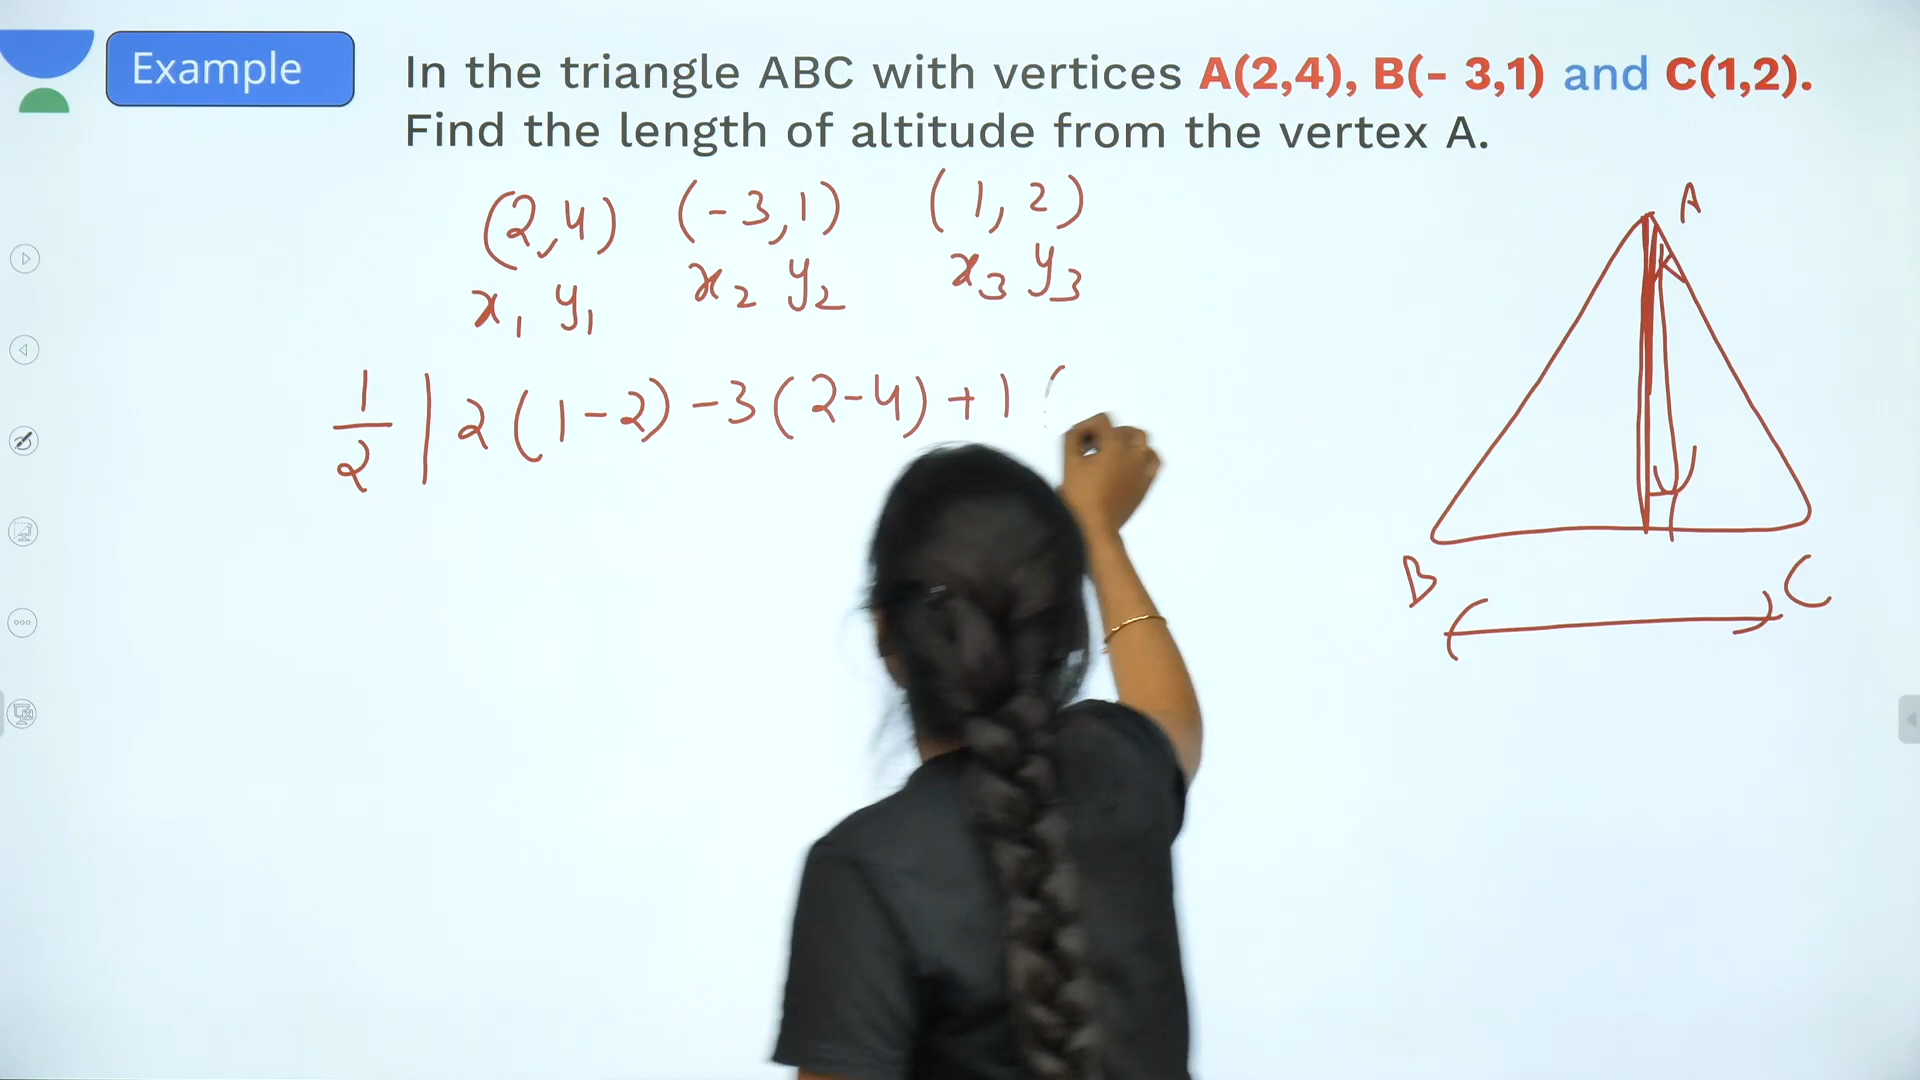 Example
In the triangle ABC with vertices A(2,4), B(- 3,1) and C(1,2).
Find the length of altitude from the vertex A.
(2,4) (-3,1) (1,2)
x₁ y₁ x₂ y₂ x₃ y₃
1/2 | 2(1-2) -3(2-4) +1(
A
B
C